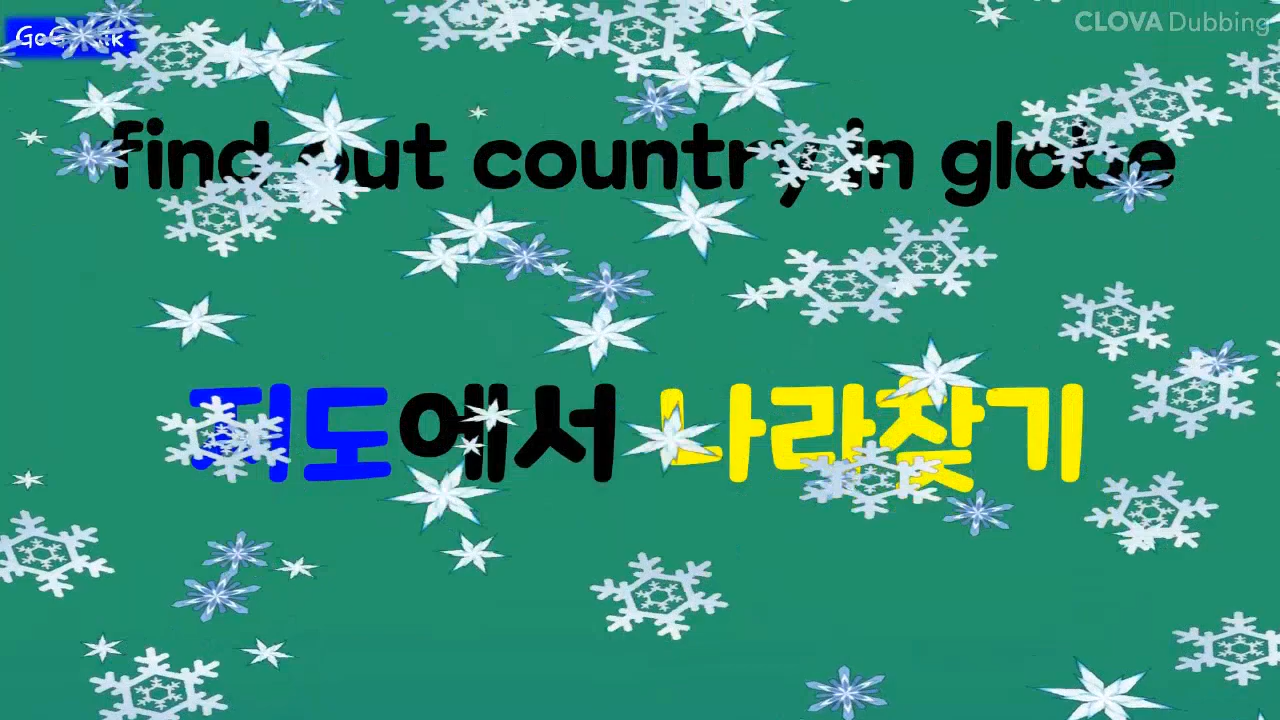 CLOVA Dubbing
find out country in globe
지도에서 나라찾기